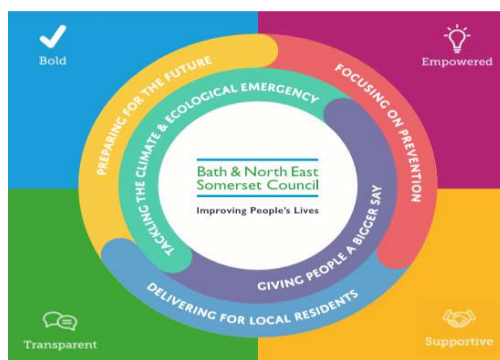 Bold
Empowered
PREPARING FOR THE FUTURE
FOCUSING ON PREVENTION
TACKLING THE CLIMATE & ECOLOGICAL EMERGENCY
Bath & North East
Somerset Council
Improving People's Lives
GIVING PEOPLE A BIGGER SAY
DELIVERING FOR LOCAL RESIDENTS
Transparent
Supportive